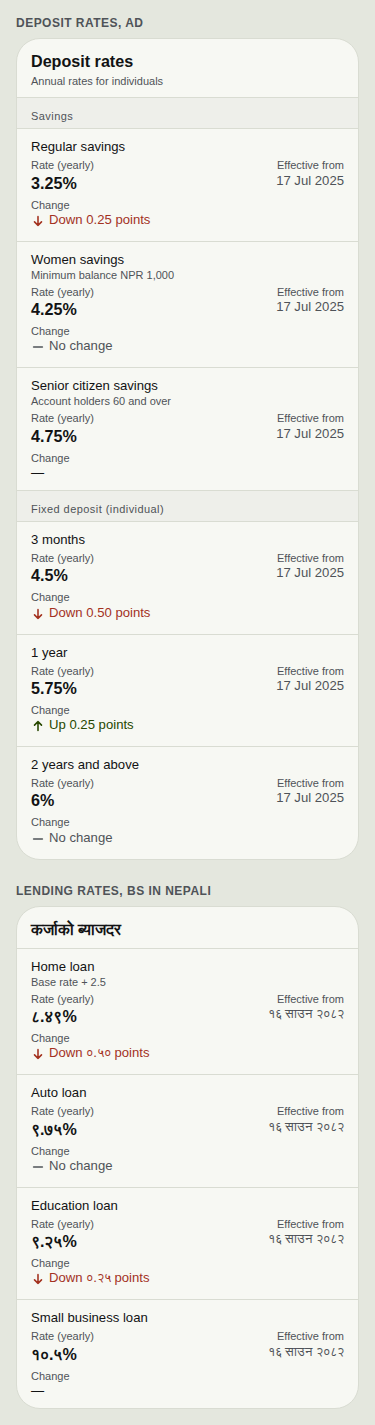 DEPOSIT RATES, AD
Deposit rates
Annual rates for individuals
Savings
Regular savings
Rate (yearly)
3.25%
Effective from
17 Jul 2025
Change
↓ Down 0.25 points
Women savings
Minimum balance NPR 1,000
Rate (yearly)
4.25%
Effective from
17 Jul 2025
Change
— No change
Senior citizen savings
Account holders 60 and over
Rate (yearly)
4.75%
Effective from
17 Jul 2025
Change
—
Fixed deposit (individual)
3 months
Rate (yearly)
4.5%
Effective from
17 Jul 2025
Change
↓ Down 0.50 points
1 year
Rate (yearly)
5.75%
Effective from
17 Jul 2025
Change
↑ Up 0.25 points
2 years and above
Rate (yearly)
6%
Effective from
17 Jul 2025
Change
— No change
LENDING RATES, BS IN NEPALI
कर्जाको ब्याजदर
Home loan
Base rate + 2.5
Rate (yearly)
८.४९%
Effective from
१६ साउन २०८२
Change
↓ Down ०.५० points
Auto loan
Rate (yearly)
९.७५%
Effective from
१६ साउन २०८२
Change
— No change
Education loan
Rate (yearly)
९.२५%
Effective from
१६ साउन २०८२
Change
↓ Down ०.२५ points
Small business loan
Rate (yearly)
१०.५%
Effective from
१६ साउन २०८२
Change
—